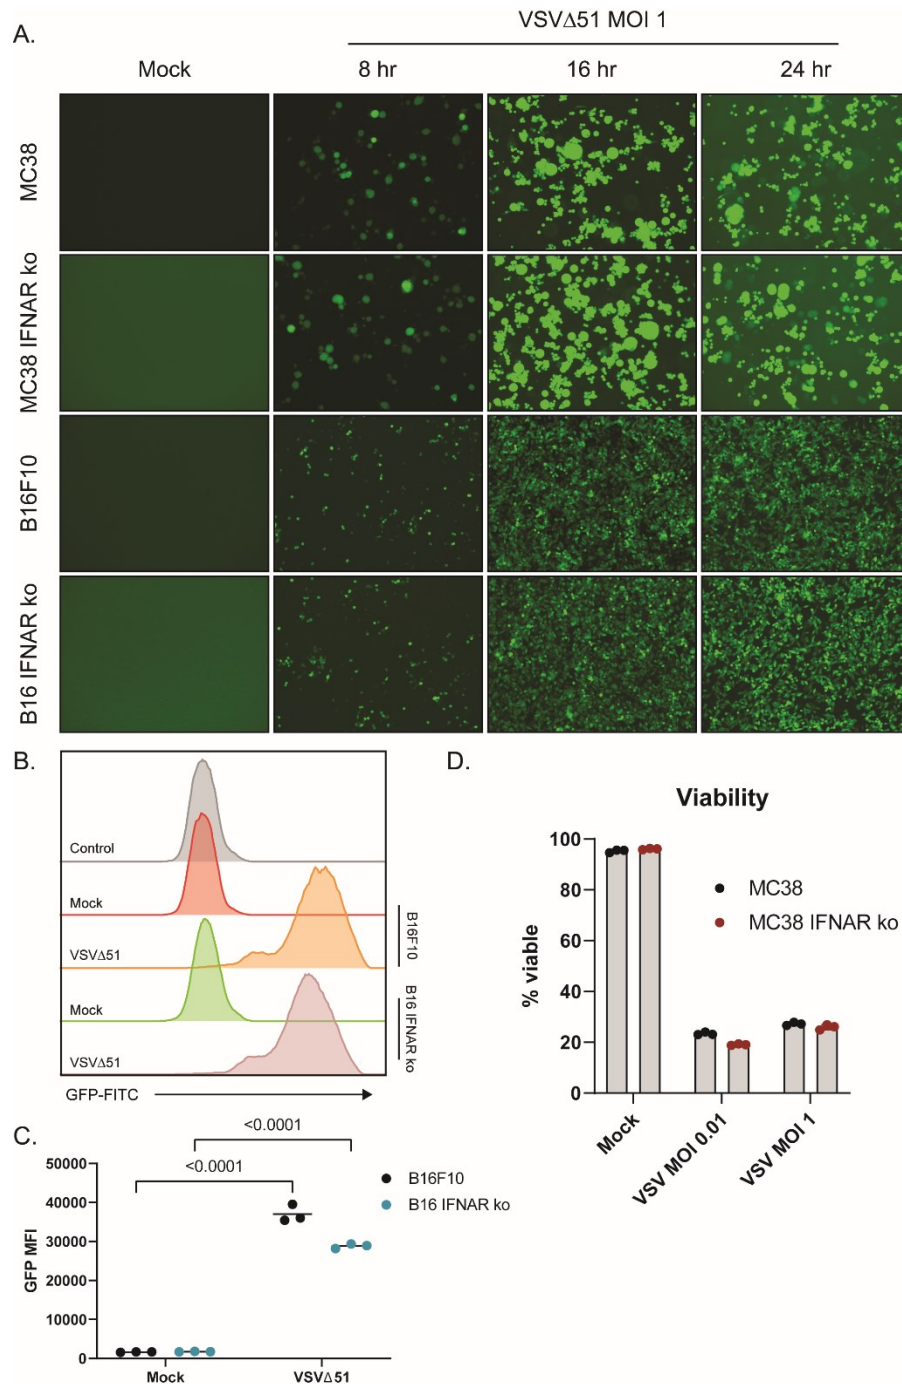 A.
VSVΔ51 MOI 1
Mock 8 hr 16 hr 24 hr
MC38
MC38 IFNAR ko
B16F10
B16 IFNAR ko
B.
Control
Mock
VSVΔ51
B16F10
Mock
VSVΔ51
B16 IFNAR ko
GFP-FITC
C.
<0.0001
<0.0001
50000
40000
30000
20000
10000
0
GFP MFI
B16F10
B16 IFNAR ko
Mock VSVΔ51
D.
Viability
100
80
60
40
20
0
% viable
MC38
MC38 IFNAR ko
Mock
VSV MOI 0.01
VSV MOI 1